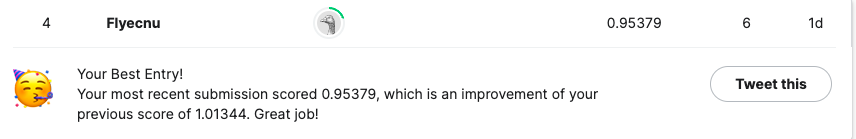 4 Flyecnu 0.95379 6 1d
Your Best Entry!
Your most recent submission scored 0.95379, which is an improvement of your
previous score of 1.01344. Great job!
Tweet this